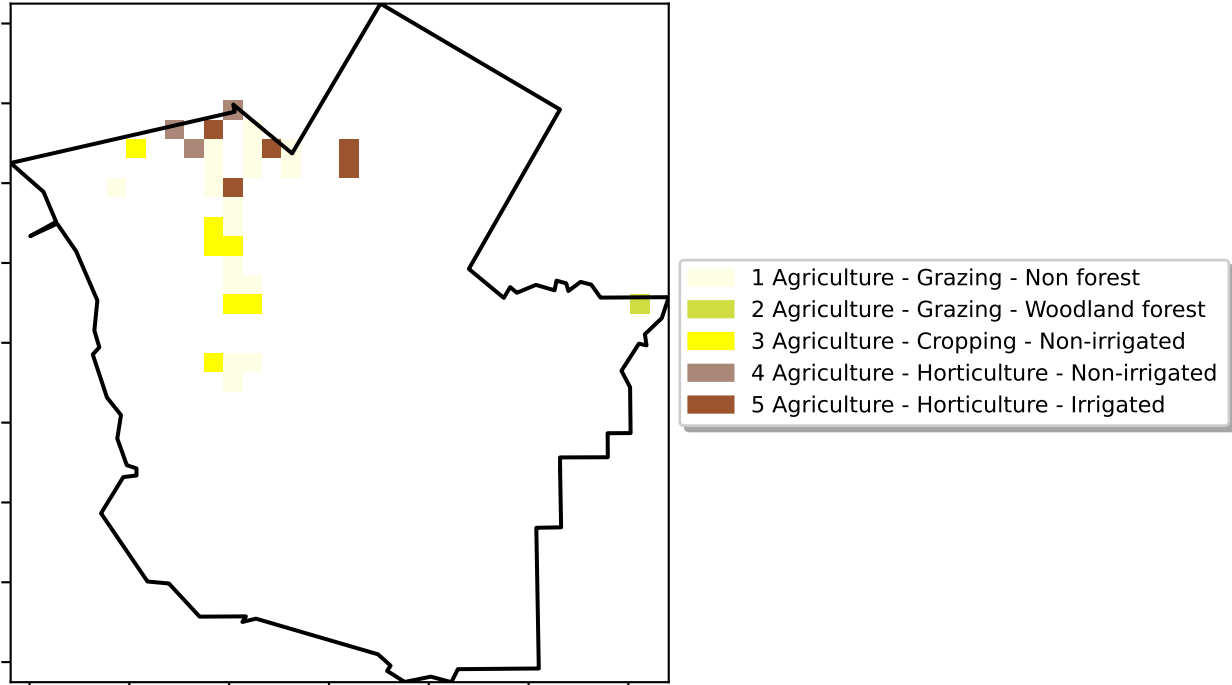 1 Agriculture - Grazing - Non forest
2 Agriculture - Grazing - Woodland forest
3 Agriculture - Cropping - Non-irrigated
4 Agriculture - Horticulture - Non-irrigated
5 Agriculture - Horticulture - Irrigated